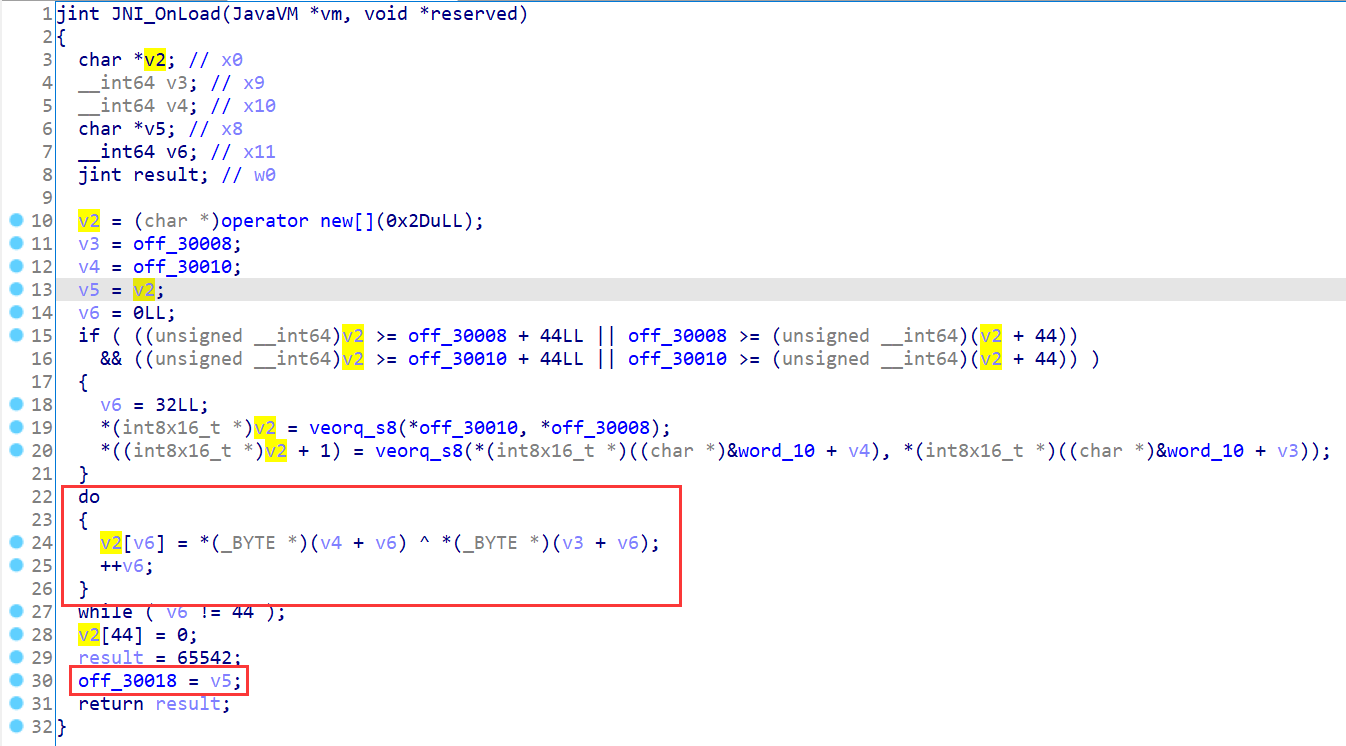 1 jint JNI_OnLoad(JavaVM *vm, void *reserved)
2 {
3   char *v2; // x0
4   __int64 v3; // x9
5   __int64 v4; // x10
6   char *v5; // x8
7   __int64 v6; // x11
8   jint result; // w0
9
10   v2 = (char *)operator new[](0x2DuLL);
11   v3 = off_30008;
12   v4 = off_30010;
13   v5 = v2;
14   v6 = 0LL;
15   if ( ((unsigned __int64)v2 >= off_30008 + 44LL || off_30008 >= (unsigned __int64)(v2 + 44))
16     && ((unsigned __int64)v2 >= off_30010 + 44LL || off_30010 >= (unsigned __int64)(v2 + 44)) )
17   {
18     v6 = 32LL;
19     *(int8x16_t *)v2 = veorq_s8(*off_30010, *off_30008);
20     *((int8x16_t *)v2 + 1) = veorq_s8(*(int8x16_t *)((char *)&word_10 + v4), *(int8x16_t *)((char *)&word_10 + v3));
21   }
22   do
23   {
24     v2[v6] = *(_BYTE *)(v4 + v6) ^ *(_BYTE *)(v3 + v6);
25     ++v6;
26   }
27   while ( v6 != 44 );
28   v2[44] = 0;
29   result = 65542;
30   off_30018 = v5;
31   return result;
32 }